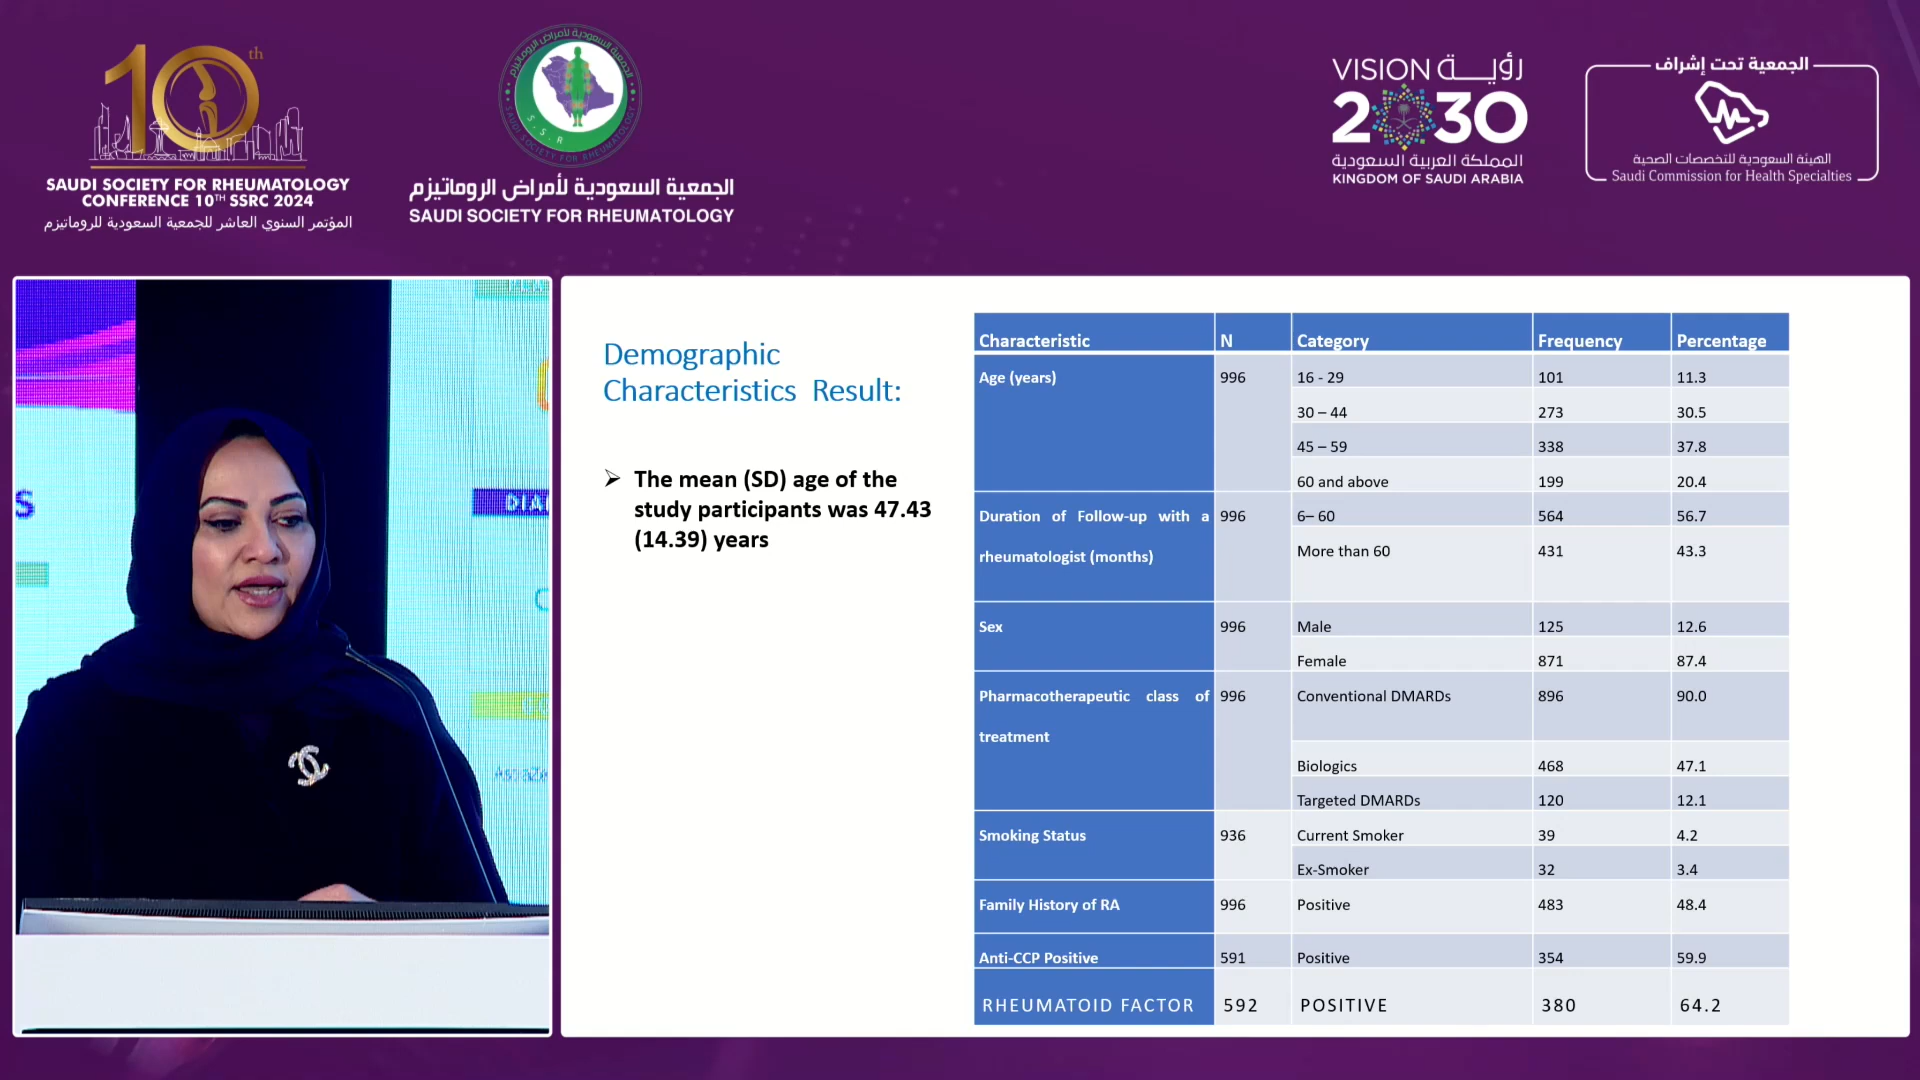 10th
SAUDI SOCIETY FOR RHEUMATOLOGY
CONFERENCE 10TH SSRC 2024
المؤتمر السنوي العاشر للجمعية السعودية للروماتيزم
S.S.R
الجمعية السعودية لأمراض الروماتيزم
SAUDI SOCIETY FOR RHEUMATOLOGY
VISION رؤية
2030
المملكة العربية السعودية
KINGDOM OF SAUDI ARABIA
الجمعية تحت إشراف
الهيئة السعودية للتخصصات الصحية
Saudi Commission for Health Specialties
S
DIA
Demographic
Characteristics Result:
➢ The mean (SD) age of the
study participants was 47.43
(14.39) years
Characteristic N Category Frequency Percentage
Age (years) 996 16 - 29 101 11.3
30 – 44 273 30.5
45 – 59 338 37.8
60 and above 199 20.4
Duration of Follow-up with a 996 6– 60 564 56.7
rheumatologist (months) More than 60 431 43.3
Sex 996 Male 125 12.6
Female 871 87.4
Pharmacotherapeutic class of 996 Conventional DMARDs 896 90.0
treatment
Biologics 468 47.1
Targeted DMARDs 120 12.1
Smoking Status 936 Current Smoker 39 4.2
Ex-Smoker 32 3.4
Family History of RA 996 Positive 483 48.4
Anti-CCP Positive 591 Positive 354 59.9
RHEUMATOID FACTOR 592 POSITIVE 380 64.2